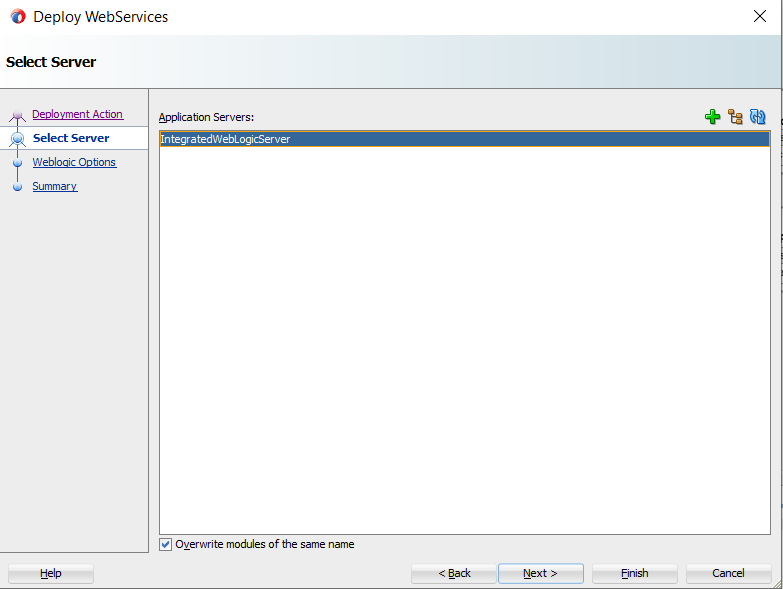 Deploy WebServices
Select Server
Deployment Action
Select Server
Weblogic Options
Summary
Application Servers:
IntegratedWebLogicServer
Overwrite modules of the same name
Help
< Back
Next >
Finish
Cancel